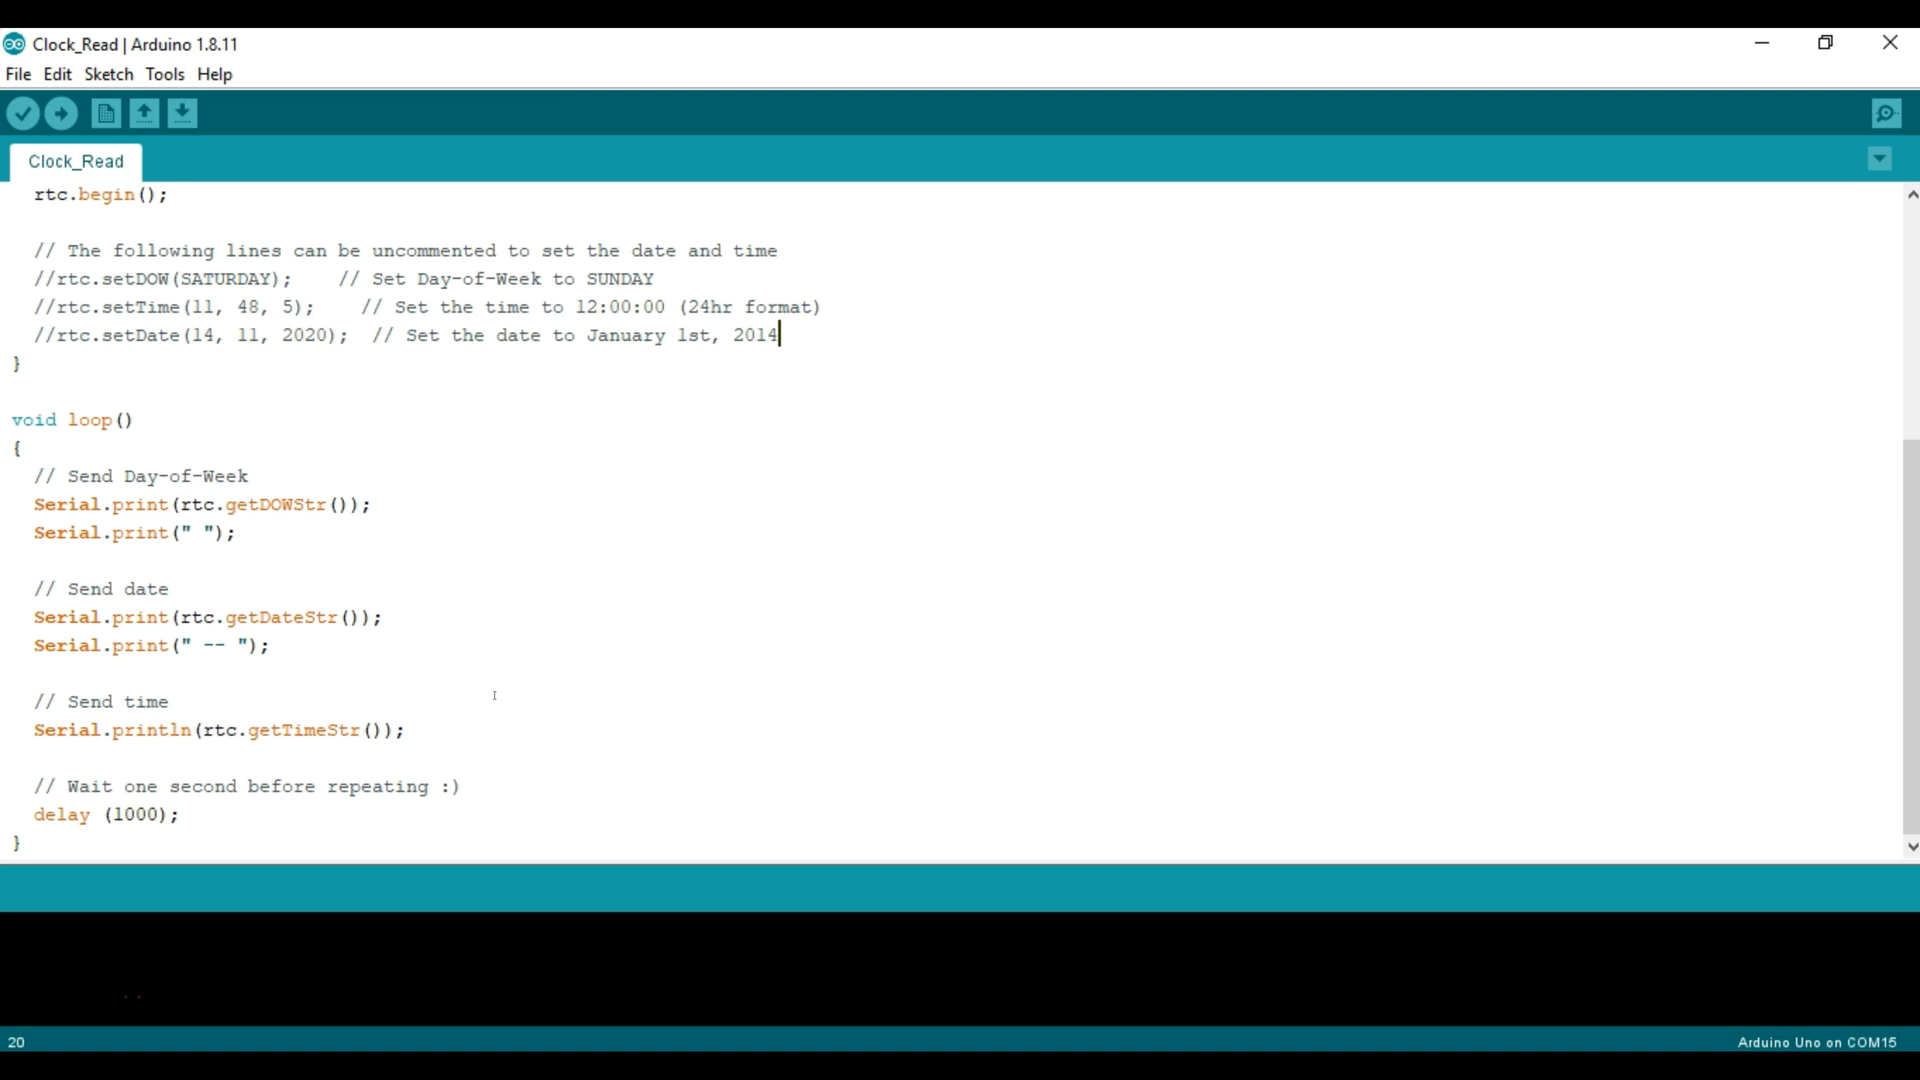 Clock_Read | Arduino 1.8.11
File Edit Sketch Tools Help
Clock_Read
rtc.begin();
// The following lines can be uncommented to set the date and time
//rtc.setDOW(SATURDAY);    // Set Day-of-Week to SUNDAY
//rtc.setTime(11, 48, 5);    // Set the time to 12:00:00 (24hr format)
//rtc.setDate(14, 11, 2020);  // Set the date to January 1st, 2014
}
void loop()
{
// Send Day-of-Week
Serial.print(rtc.getDOWStr());
Serial.print(" ");
// Send date
Serial.print(rtc.getDateStr());
Serial.print(" -- ");
// Send time
Serial.println(rtc.getTimeStr());
// Wait one second before repeating :)
delay (1000);
}
20
Arduino Uno on COM15